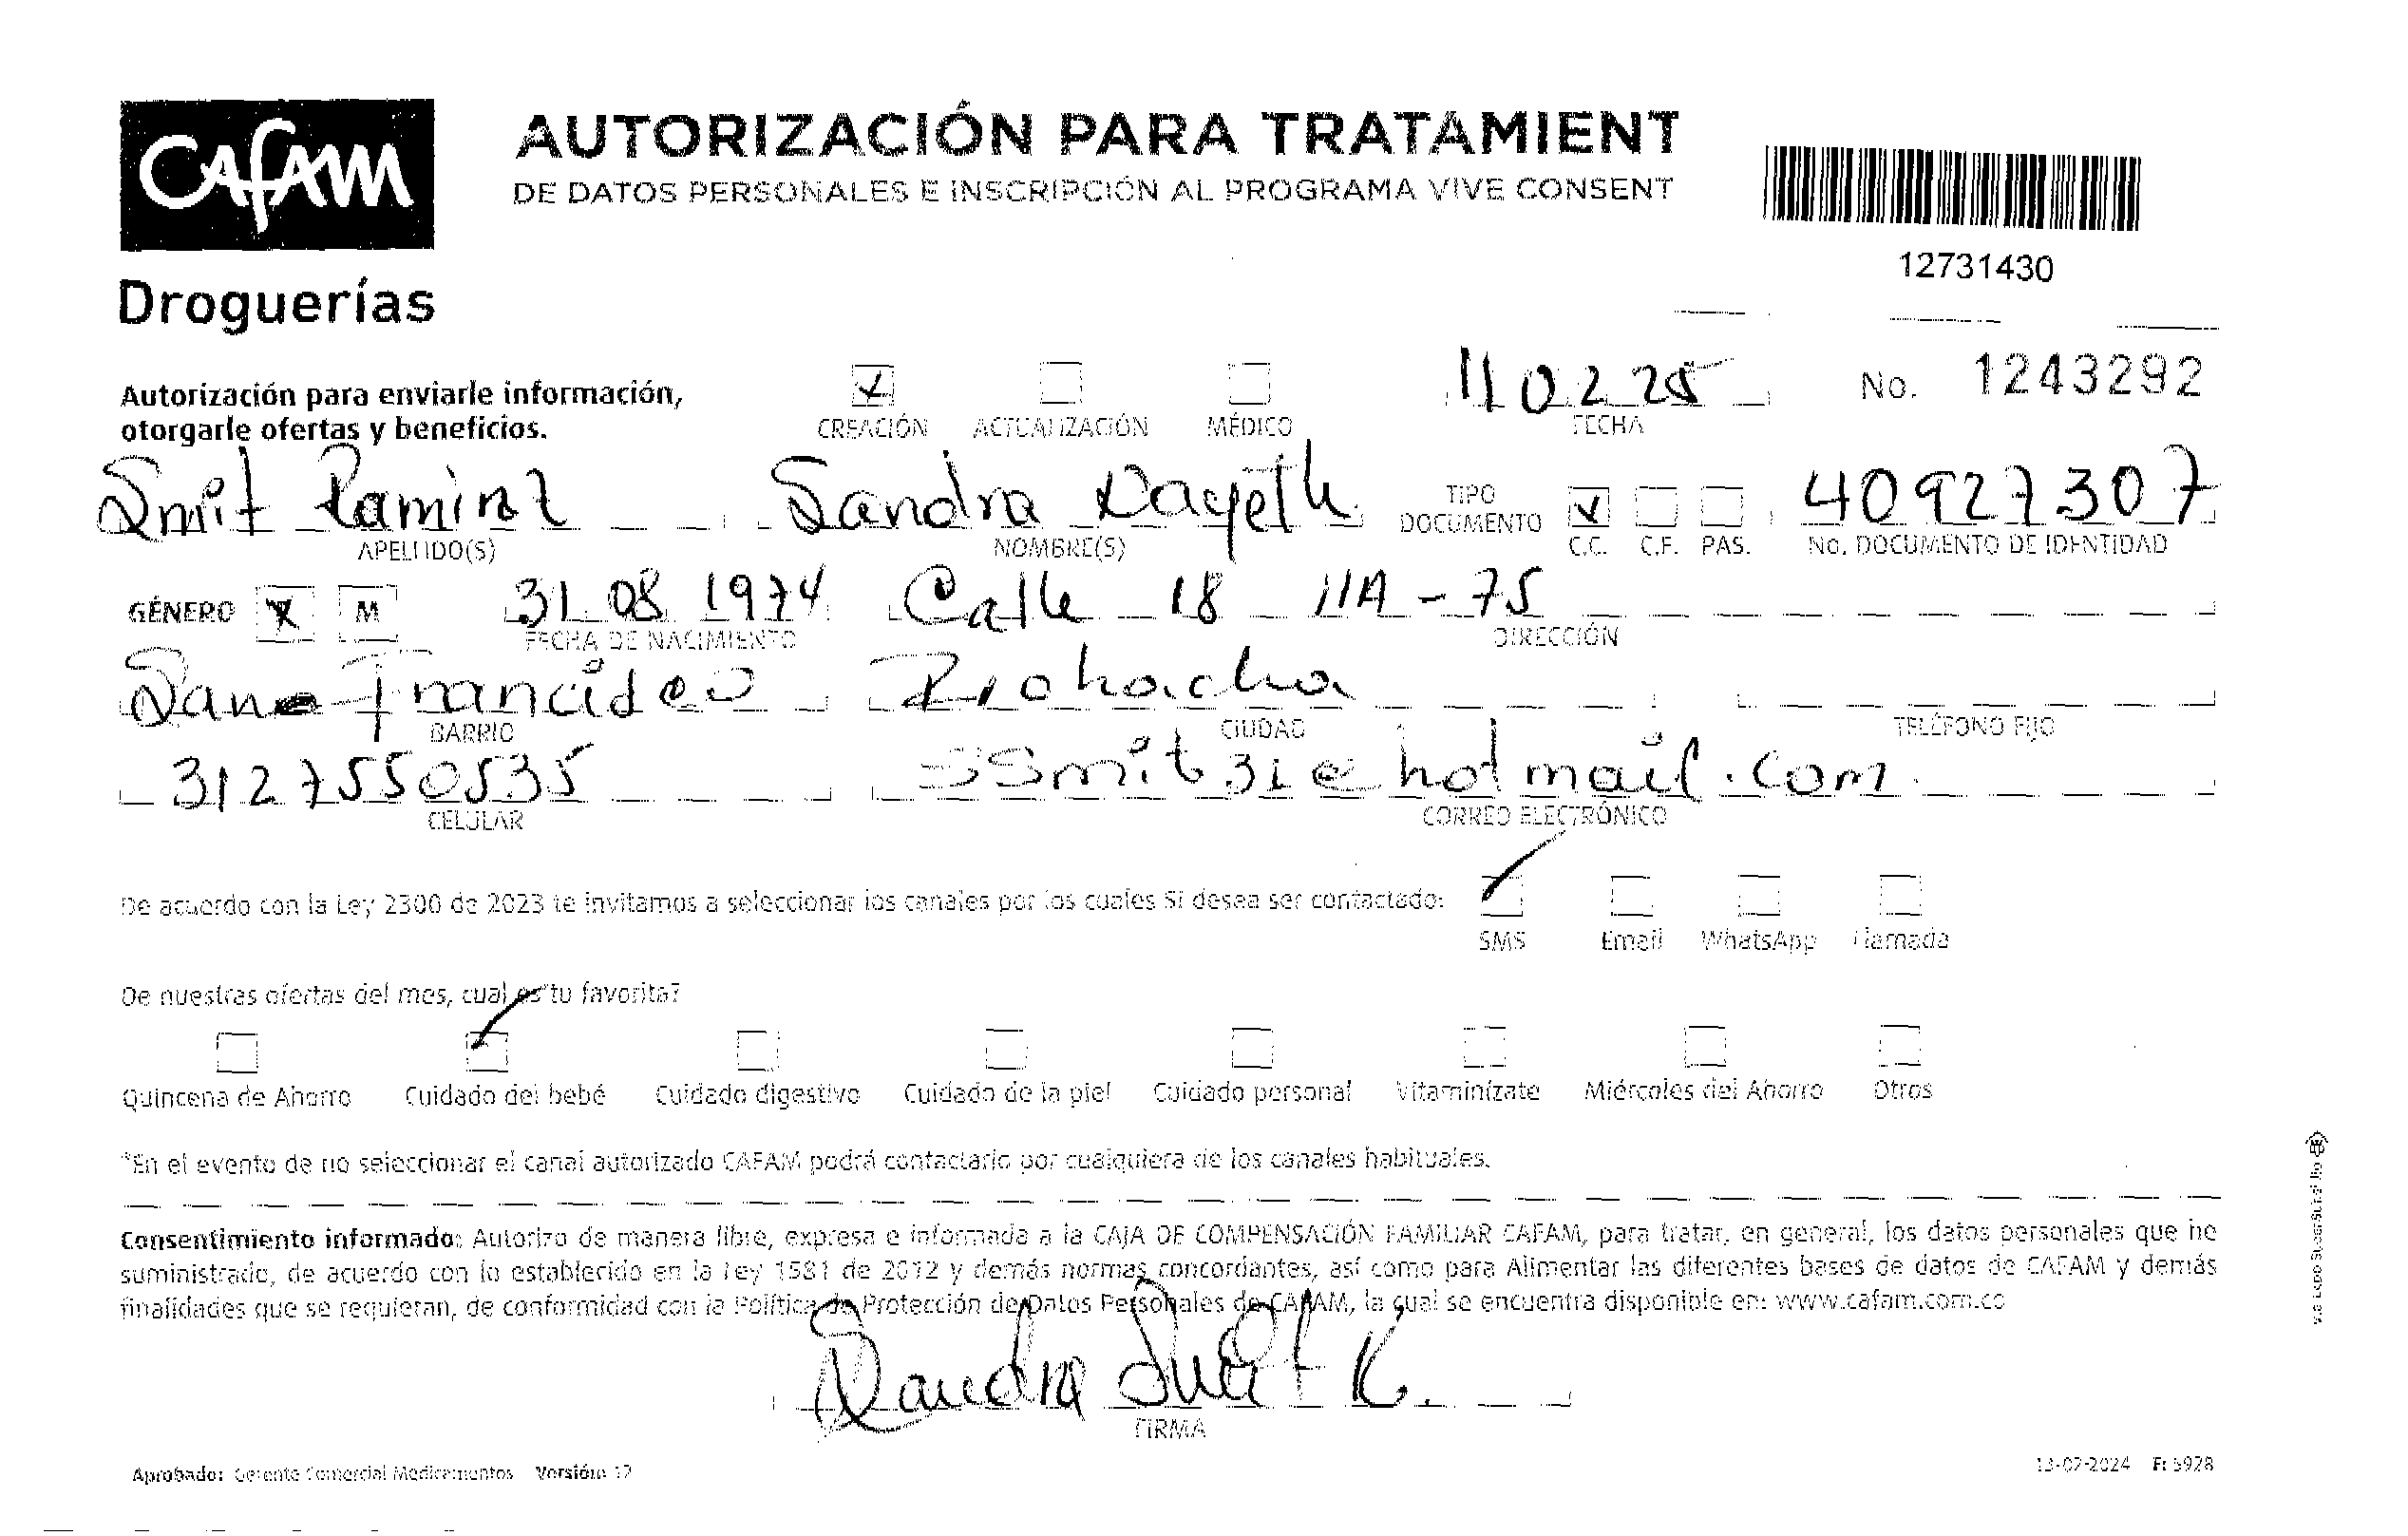 CAFAM
Droguerías
AUTORIZACIÓN PARA TRATAMIENT
DE DATOS PERSONALES E INSCRIPCIÓN AL PROGRAMA VIVE CONSENT
12731430
Autorización para enviarle información,
otorgarle ofertas y beneficios.
CREACIÓN ACTUALIZACIÓN MÉDICO
11 02 25
FECHA
No. 1243292
Smit Ramirez Sandra Dayeth TIPO DOCUMENTO 40927307
APELLIDO(S) NOMBRE(S) C.C. C.E. PAS. No. DOCUMENTO DE IDENTIDAD
GÉNERO M 31 08 1974 Calle 18 11A - 75
FECHA DE NACIMIENTO DIRECCIÓN
San Francisco Riohacha
BARRIO CIUDAD TELÉFONO FIJO
3127550535 ssmit31@hotmail.com
CELULAR CORREO ELECTRÓNICO
De acuerdo con la Ley 2300 de 2023 te invitamos a seleccionar los canales por los cuales Si desea ser contactado:
SMS Email WhatsApp Llamada
De nuestras ofertas del mes, cual es tu favorita?
Quincena de Ahorro Cuidado del bebé Cuidado digestivo Cuidado de la piel Cuidado personal Vitaminízate Miércoles del Ahorro Otros
*En el evento de no seleccionar el canal autorizado CAFAM podrá contactarlo por cualquiera de los canales habituales.
Consentimiento informado: Autorizo de manera libre, expresa e informada a la CAJA DE COMPENSACIÓN FAMILIAR CAFAM, para tratar, en general, los datos personales que he
suministrado, de acuerdo con lo establecido en la ley 1581 de 2012 y demás normas concordantes, así como para Alimentar las diferentes bases de datos de CAFAM y demás
finalidades que se requieran, de conformidad con la Política de Protección de Datos Personales de CAFAM, la cual se encuentra disponible en: www.cafam.com.co
Sandra Smit R.
FIRMA
Aprobado: Gerente Comercial Medicamentos Versión: 12
13-02-2024 F: 5928